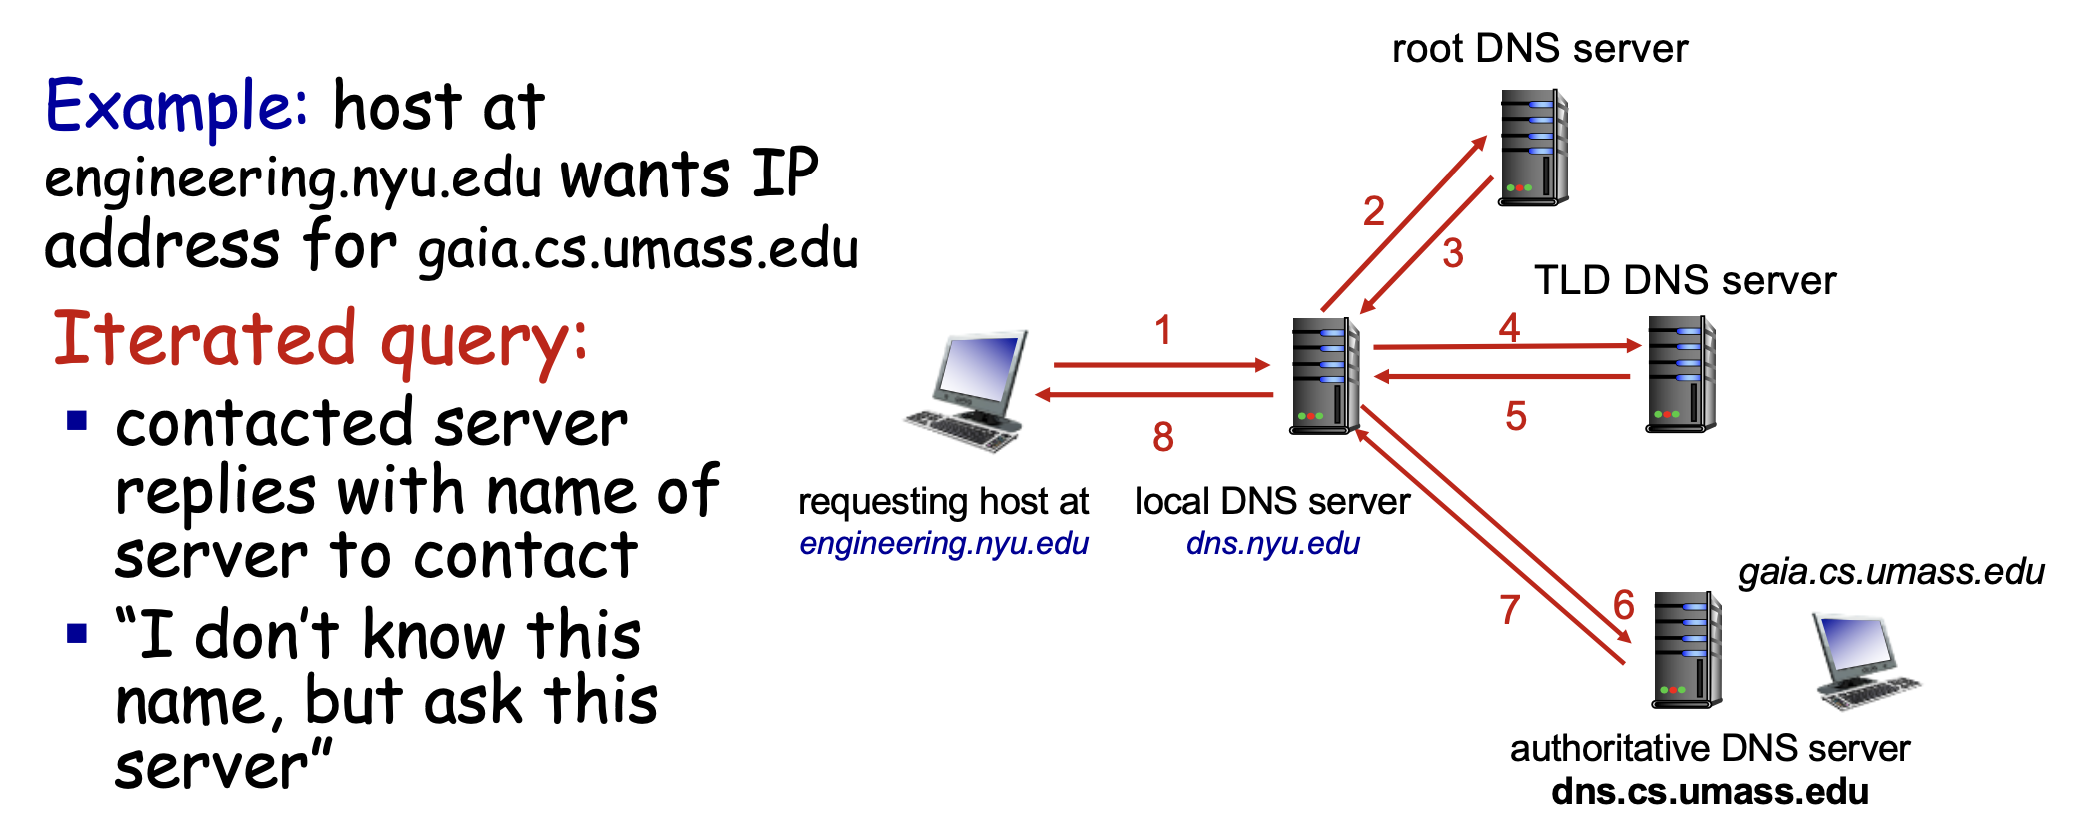 Example: host at
engineering.nyu.edu wants IP
address for gaia.cs.umass.edu
Iterated query:
▪ contacted server
replies with name of
server to contact
▪ “I don’t know this
name, but ask this
server”
root DNS server
2
3
TLD DNS server
1
4
5
8
requesting host at
engineering.nyu.edu
local DNS server
dns.nyu.edu
gaia.cs.umass.edu
7
6
authoritative DNS server
dns.cs.umass.edu